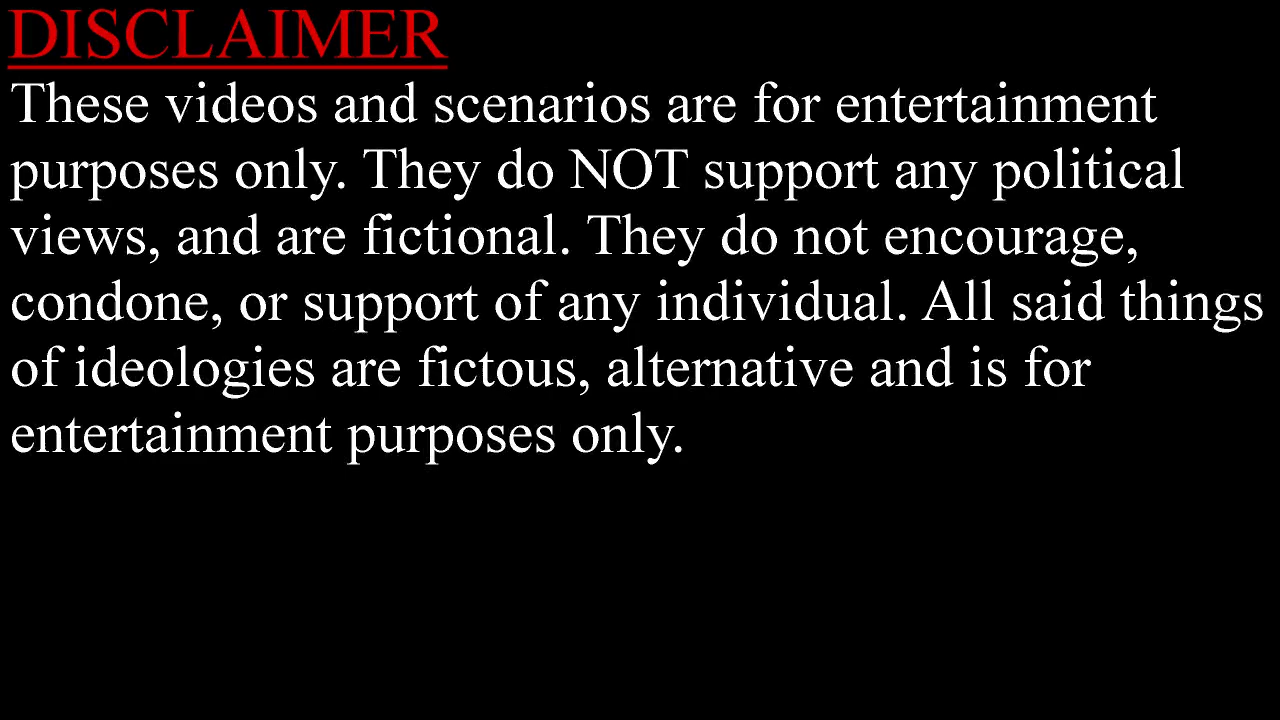 DISCLAIMER
These videos and scenarios are for entertainment
purposes only. They do NOT support any political
views, and are fictional. They do not encourage,
condone, or support of any individual. All said things
of ideologies are fictous, alternative and is for
entertainment purposes only.